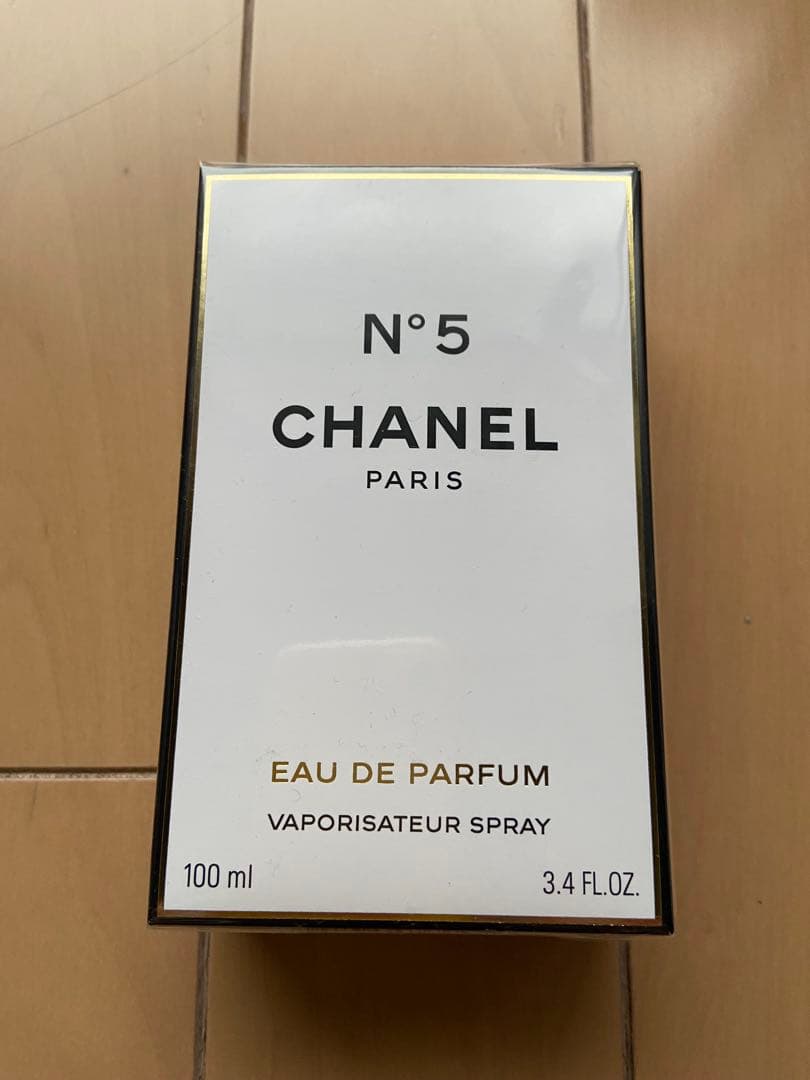 N° 5
CHANEL
PARIS
EAU DE PARFUM
VAPORISATEUR SPRAY
100 ml 3.4 FL.OZ.